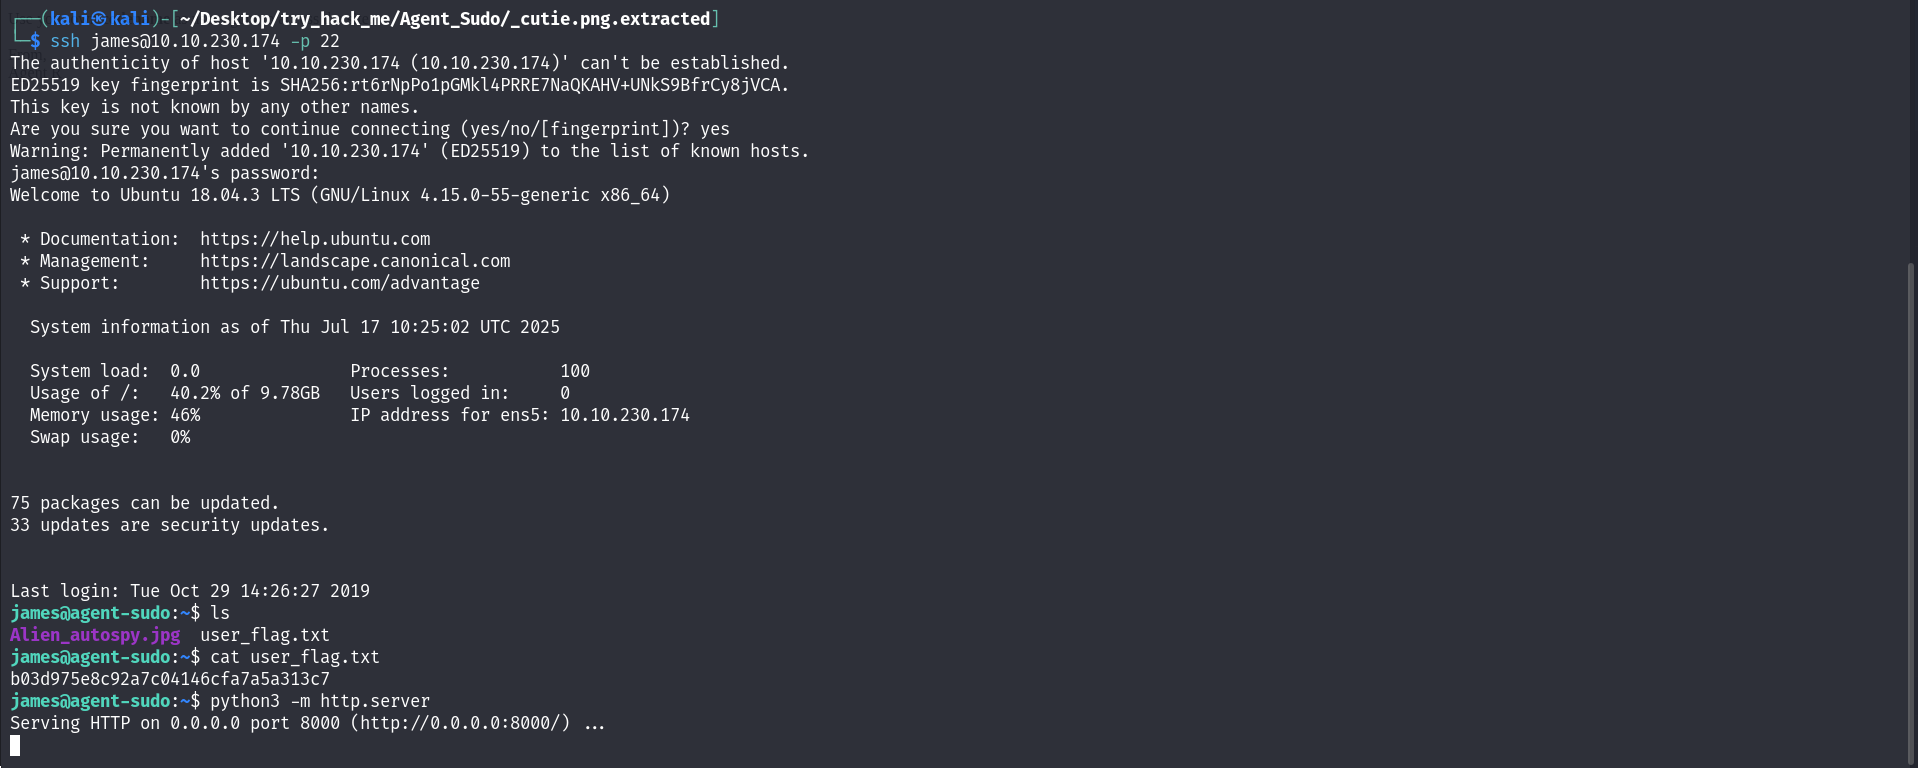 ┌──(kali㉿kali)-[~/Desktop/try_hack_me/Agent_Sudo/_cutie.png.extracted]
└─$ ssh james@10.10.230.174 -p 22
The authenticity of host '10.10.230.174 (10.10.230.174)' can't be established.
ED25519 key fingerprint is SHA256:rt6rNpPo1pGMkl4PRRE7NaQKAHV+UNkS9BfrCy8jVCA.
This key is not known by any other names.
Are you sure you want to continue connecting (yes/no/[fingerprint])? yes
Warning: Permanently added '10.10.230.174' (ED25519) to the list of known hosts.
james@10.10.230.174's password:
Welcome to Ubuntu 18.04.3 LTS (GNU/Linux 4.15.0-55-generic x86_64)

 * Documentation:  https://help.ubuntu.com
 * Management:     https://landscape.canonical.com
 * Support:        https://ubuntu.com/advantage

  System information as of Thu Jul 17 10:25:02 UTC 2025

  System load:  0.0               Processes:           100
  Usage of /:   40.2% of 9.78GB   Users logged in:     0
  Memory usage: 46%               IP address for ens5: 10.10.230.174
  Swap usage:   0%

75 packages can be updated.
33 updates are security updates.

Last login: Tue Oct 29 14:26:27 2019
james@agent-sudo:~$ ls
Alien_autospy.jpg  user_flag.txt
james@agent-sudo:~$ cat user_flag.txt
b03d975e8c92a7c04146cfa7a5a313c7
james@agent-sudo:~$ python3 -m http.server
Serving HTTP on 0.0.0.0 port 8000 (http://0.0.0.0:8000/) ...